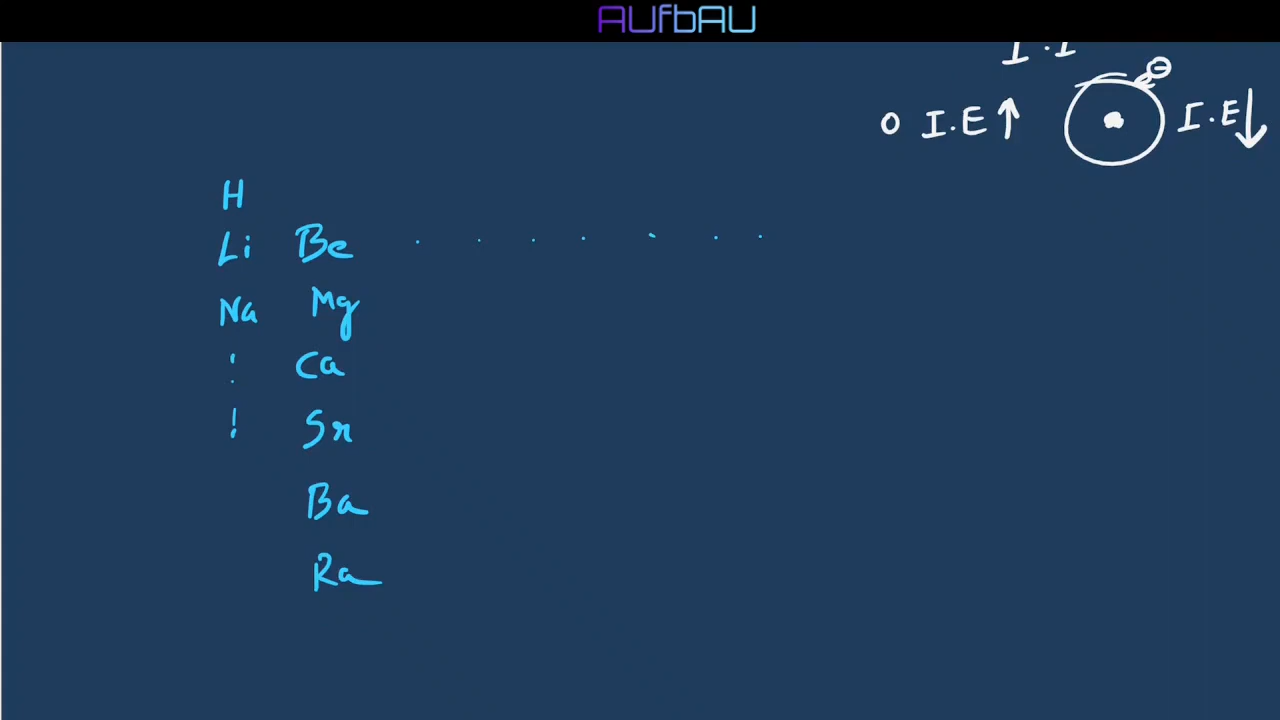 AUfbAU
I.I
O I.E ↑ ⊖ I.E ↓
H
Li Be . . . . . . .
Na Mg
: Ca
! Sr
Ba
Ra